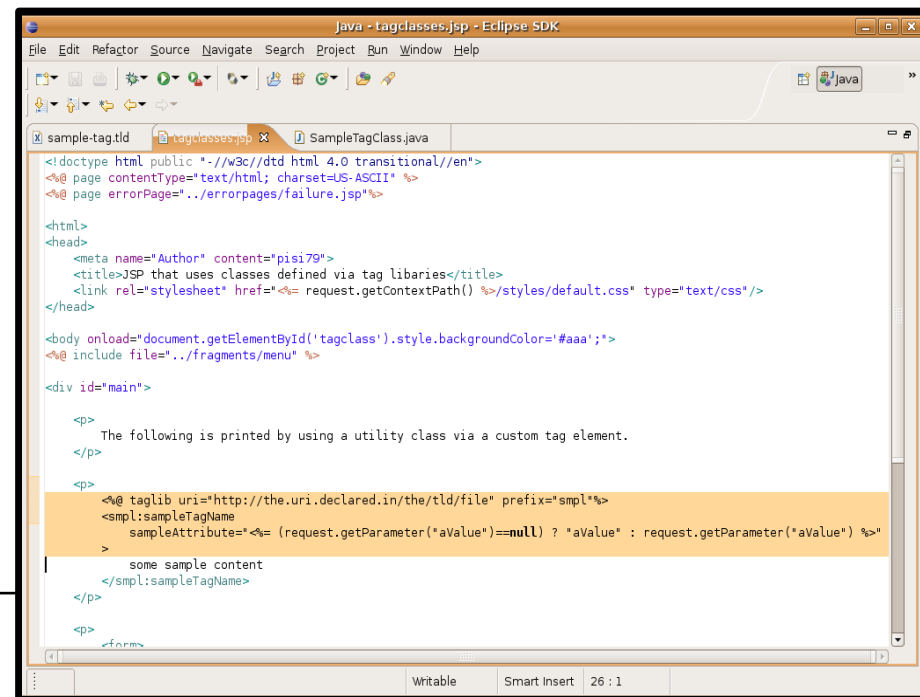 Java - tagclasses.jsp - Eclipse SDK
File Edit Refactor Source Navigate Search Project Run Window Help
Java »
sample-tag.tld tagclasses.jsp SampleTagClass.java
<!doctype html public "-//w3c//dtd html 4.0 transitional//en">
<%@ page contentType="text/html; charset=US-ASCII" %>
<%@ page errorPage="../errorpages/failure.jsp"%>
<html>
<head>
<meta name="Author" content="pisi79">
<title>JSP that uses classes defined via tag libaries</title>
<link rel="stylesheet" href="<%= request.getContextPath() %>/styles/default.css" type="text/css"/>
</head>
<body onload="document.getElementById('tagclass').style.backgroundColor='#aaa';">
<%@ include file="../fragments/menu" %>
<div id="main">
<p>
The following is printed by using a utility class via a custom tag element.
</p>
<p>
<%@ taglib uri="http://the.uri.declared.in/the/tld/file" prefix="smpl"%>
<smpl:sampleTagName
sampleAttribute="<%= (request.getParameter("aValue")==null) ? "aValue" : request.getParameter("aValue") %>"
>
some sample content
</smpl:sampleTagName>
</p>
<p>
<form>
Writable Smart Insert 26 : 1